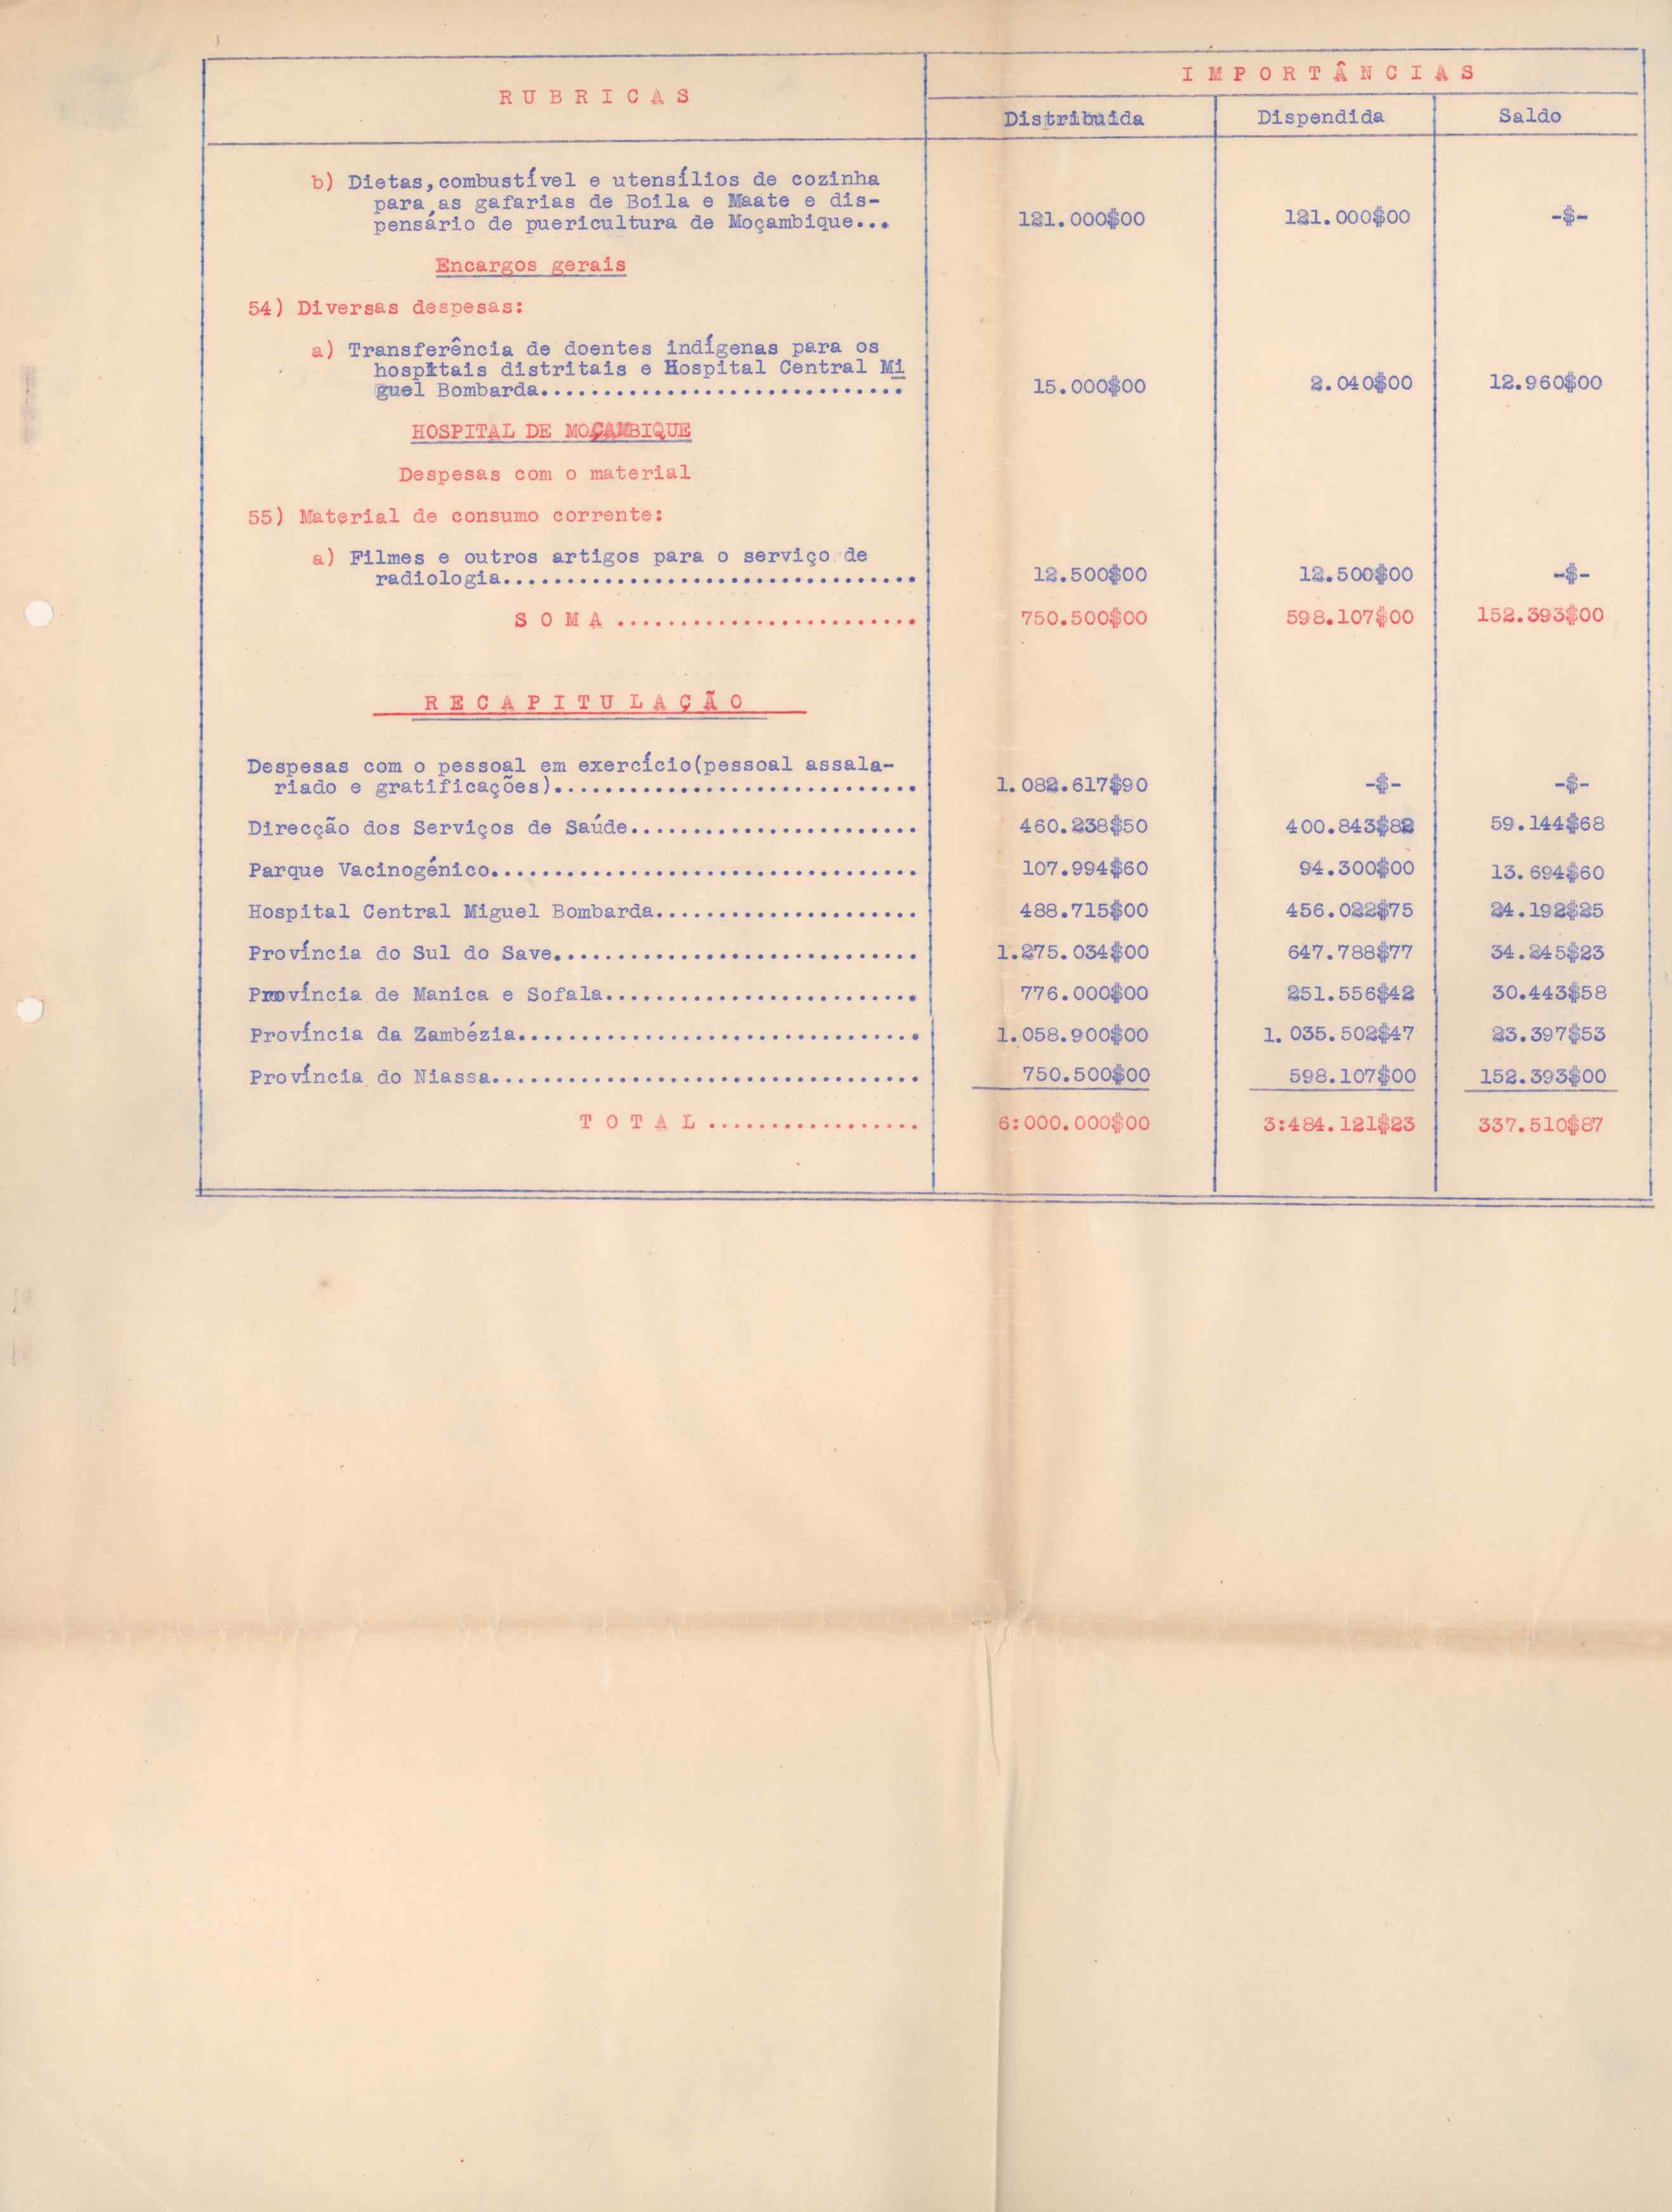 RUBRICAS
IMPORTÂNCIAS
Distribuida Dispendida Saldo
b) Dietas, combustível e utensílios de cozinha
para as gafarias de Boila e Maate e dis-
pensário de puericultura de Moçambique... 121.000$00 121.000$00 -$-
Encargos gerais
54) Diversas despesas:
a) Transferência de doentes indígenas para os
hospitais distritais e Hospital Central Mi
guel Bombarda............................. 15.000$00 2.040$00 12.960$00
HOSPITAL DE MOÇAMBIQUE
Despesas com o material
55) Material de consumo corrente:
a) Filmes e outros artigos para o serviço de
radiologia................................. 12.500$00 12.500$00 -$-
SOMA ........................ 750.500$00 598.107$00 152.393$00
RECAPITULAÇÃO
Despesas com o pessoal em exercício(pessoal assala-
riado e gratificações)............................. 1.082.617$90 -$- -$-
Direcção dos Serviços de Saúde....................... 460.238$50 400.843$82 59.144$68
Parque Vacinogénico.................................. 107.994$60 94.300$00 13.694$60
Hospital Central Miguel Bombarda..................... 488.715$00 456.022$75 24.192$25
Província do Sul do Save............................. 1.275.034$00 647.788$77 34.245$23
Província de Manica e Sofala......................... 776.000$00 251.556$42 30.443$58
Província da Zambézia................................ 1.058.900$00 1.035.502$47 23.397$53
Província do Niassa.................................. 750.500$00 598.107$00 152.393$00
TOTAL................. 6:000.000$00 3:484.121$23 337.510$87